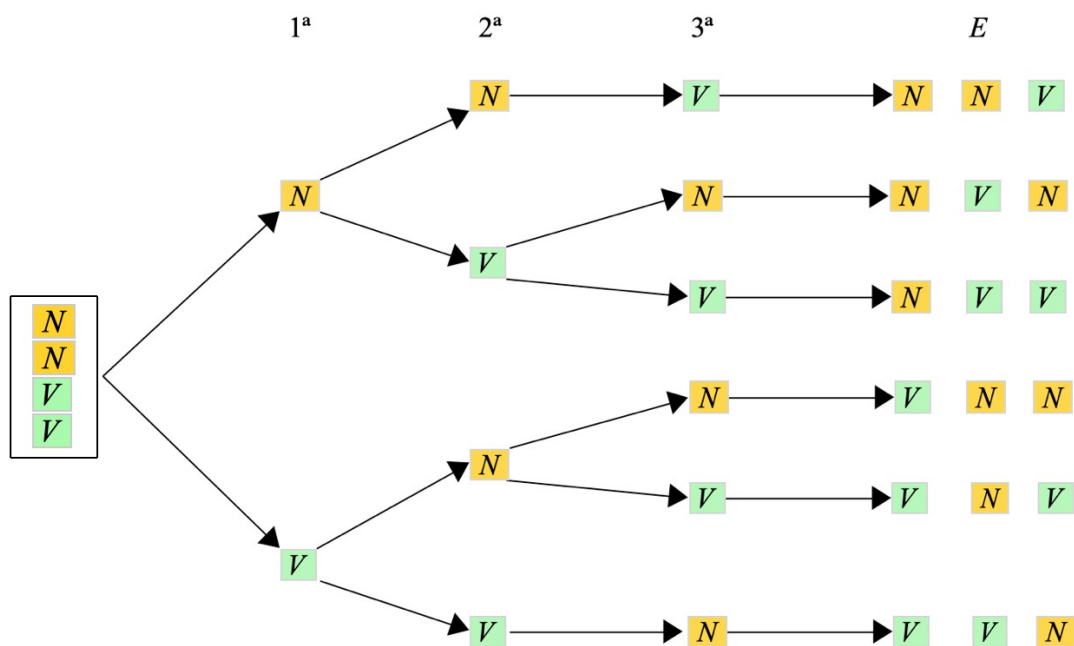 1ª 2ª 3ª E
N V N N V
N N N V N
V V N V V
N
N
V
V
N N V N N
N V V N V
V
V N V V N